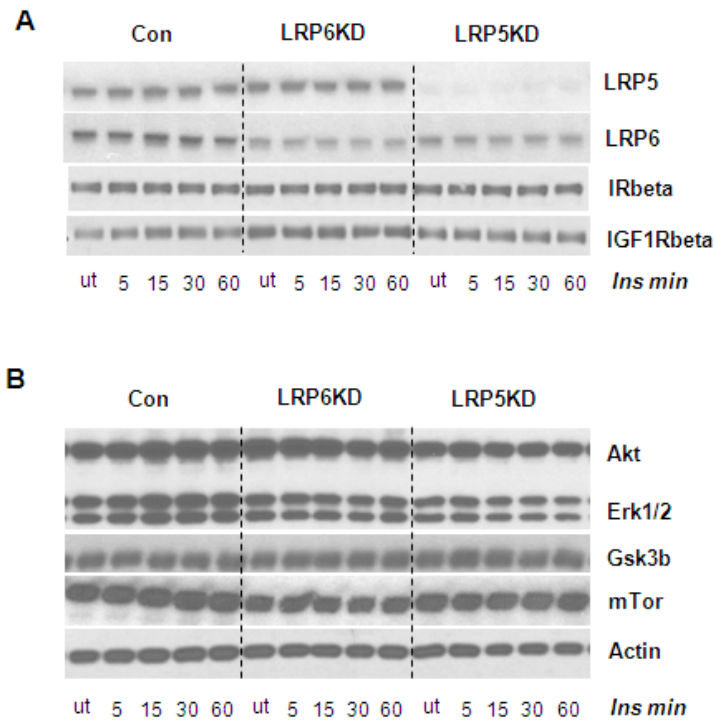 A
Con LRP6KD LRP5KD
LRP5
LRP6
IRbeta
IGF1Rbeta
ut 5 15 30 60 ut 5 15 30 60 ut 5 15 30 60 Ins min
B
Con LRP6KD LRP5KD
Akt
Erk1/2
Gsk3b
mTor
Actin
ut 5 15 30 60 ut 5 15 30 60 ut 5 15 30 60 Ins min